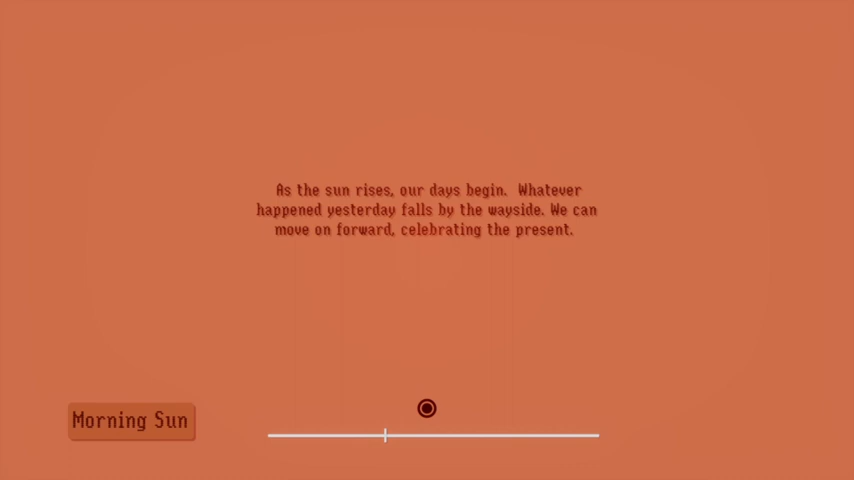 As the sun rises, our days begin.  Whatever
happened yesterday falls by the wayside. We can
move on forward, celebrating the present.
Morning Sun